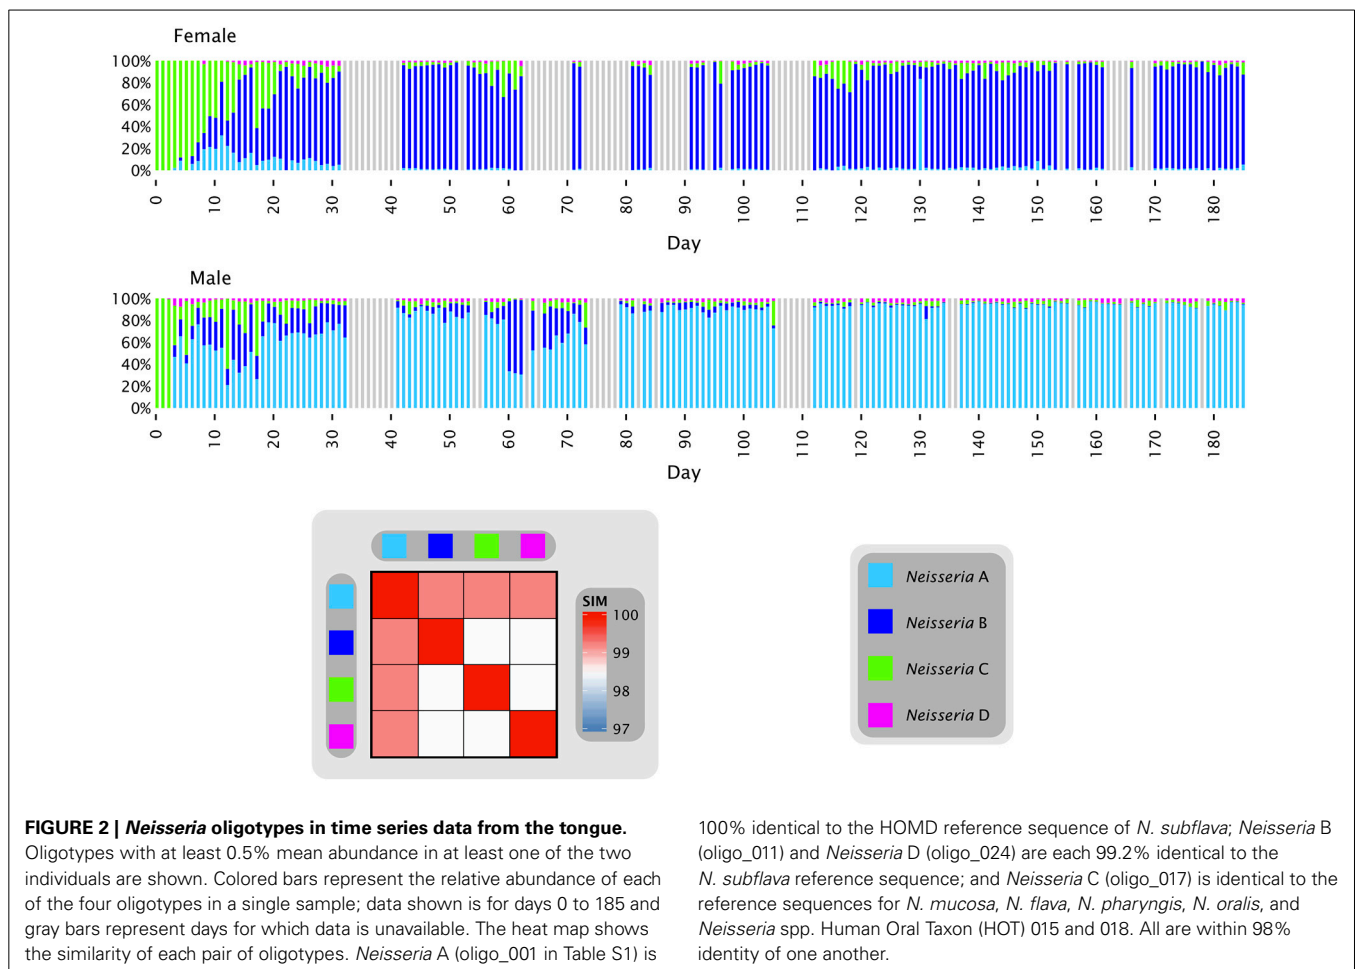 Female
100%
80%
60%
40%
20%
0%
0 10 20 30 40 50 60 70 80 90 100 110 120 130 140 150 160 170 180
Day
Male
100%
80%
60%
40%
20%
0%
0 10 20 30 40 50 60 70 80 90 100 110 120 130 140 150 160 170 180
Day
SIM
100
99
98
97
Neisseria A
Neisseria B
Neisseria C
Neisseria D
FIGURE 2 | Neisseria oligotypes in time series data from the tongue.
Oligotypes with at least 0.5% mean abundance in at least one of the two
individuals are shown. Colored bars represent the relative abundance of each
of the four oligotypes in a single sample; data shown is for days 0 to 185 and
gray bars represent days for which data is unavailable. The heat map shows
the similarity of each pair of oligotypes. Neisseria A (oligo_001 in Table S1) is
100% identical to the HOMD reference sequence of N. subflava; Neisseria B
(oligo_011) and Neisseria D (oligo_024) are each 99.2% identical to the
N. subflava reference sequence; and Neisseria C (oligo_017) is identical to the
reference sequences for N. mucosa, N. flava, N. pharyngis, N. oralis, and
Neisseria spp. Human Oral Taxon (HOT) 015 and 018. All are within 98%
identity of one another.